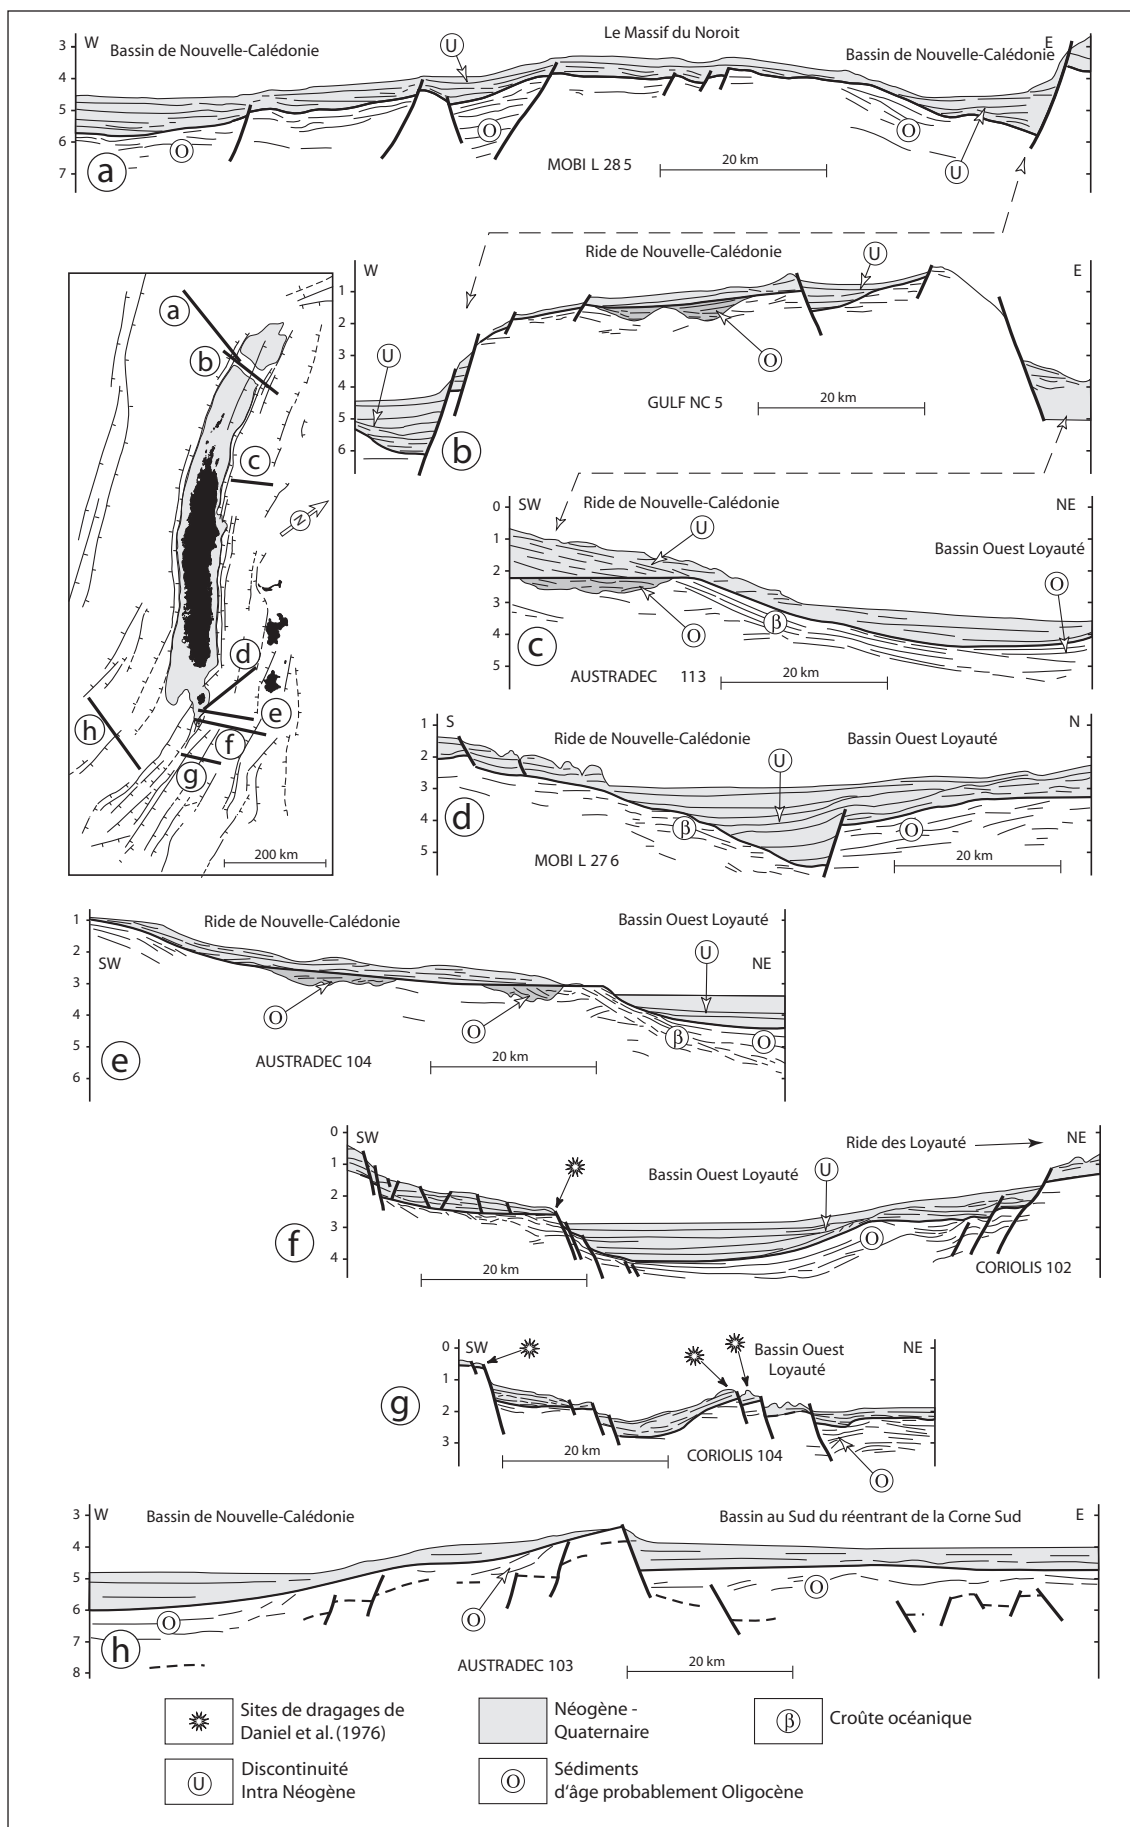 W
Bassin de Nouvelle-Calédonie
U
Le Massif du Noroit
Bassin de Nouvelle-Calédonie
E
3
4
5
6
7
O
O
O
U
a
MOBI L 28 5
20 km
W
Ride de Nouvelle-Calédonie
U
E
1
2
3
4
5
6
U
O
GULF NC 5
20 km
b
a
b
c
N
d
e
f
g
h
200 km
SW
Ride de Nouvelle-Calédonie
NE
0
1
2
3
4
5
U
Bassin Ouest Loyauté
O
O
β
c
AUSTRADEC 113
20 km
S
Ride de Nouvelle-Calédonie
Bassin Ouest Loyauté
N
1
2
3
4
5
U
β
O
d
MOBI L 27 6
20 km
Ride de Nouvelle-Calédonie
Bassin Ouest Loyauté
1
2
3
4
5
6
SW
U
NE
O
O
β
O
e
AUSTRADEC 104
20 km
0
1
2
3
4
SW
Bassin Ouest Loyauté
U
Ride des Loyauté
NE
O
f
20 km
CORIOLIS 102
0
1
2
3
SW
Bassin Ouest
Loyauté
NE
g
20 km
CORIOLIS 104
O
3
4
5
6
7
8
W
Bassin de Nouvelle-Calédonie
Bassin au Sud du réentrant de la Corne Sud
E
O
O
O
h
AUSTRADEC 103
20 km
Sites de dragages de
Daniel et al. (1976)
Néogène -
Quaternaire
β
Croûte océanique
U
Discontinuité
Intra Néogène
O
Sédiments
d'âge probablement Oligocène